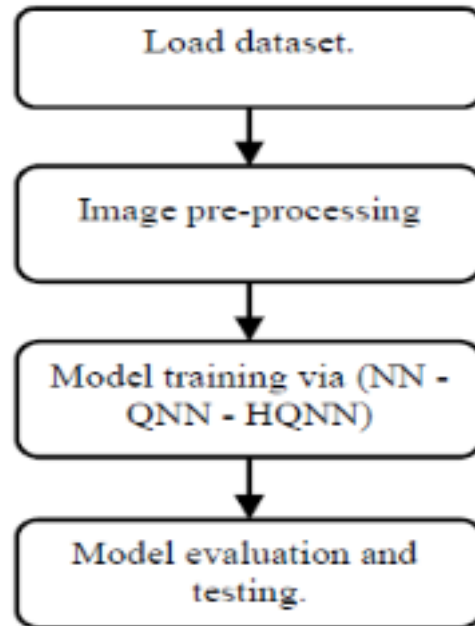 Load dataset.
Image pre-processing
Model training via (NN -
QNN - HQNN)
Model evaluation and
testing.